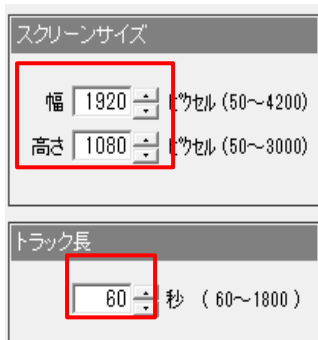 スクリーンサイズ
幅 1920 ピクセル (50～4200)
高さ 1080 ピクセル (50～3000)
トラック長
60 秒 ( 60～1800 )